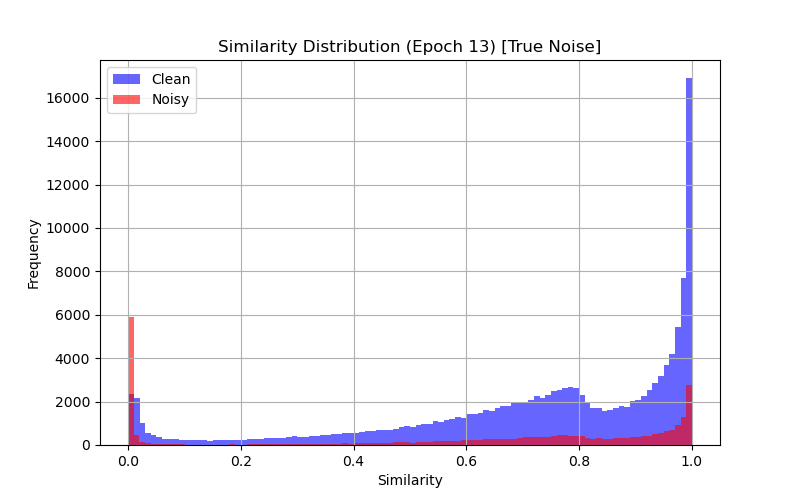 Similarity Distribution (Epoch 13) [True Noise]
Clean
Noisy
16000
14000
12000
10000
8000
6000
4000
2000
0
Frequency
0.0 0.2 0.4 0.6 0.8 1.0
Similarity